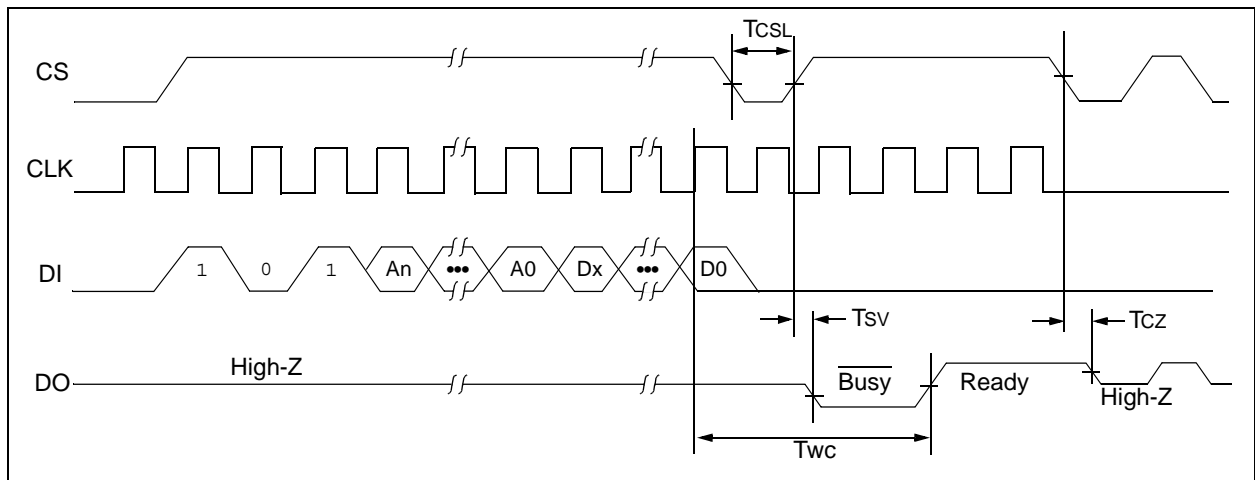 TCSL
CS
CLK
DI
1
0
1
An
•••
A0
Dx
•••
D0
TSV
TCZ
DO
High-Z
Busy
Ready
High-Z
Twc